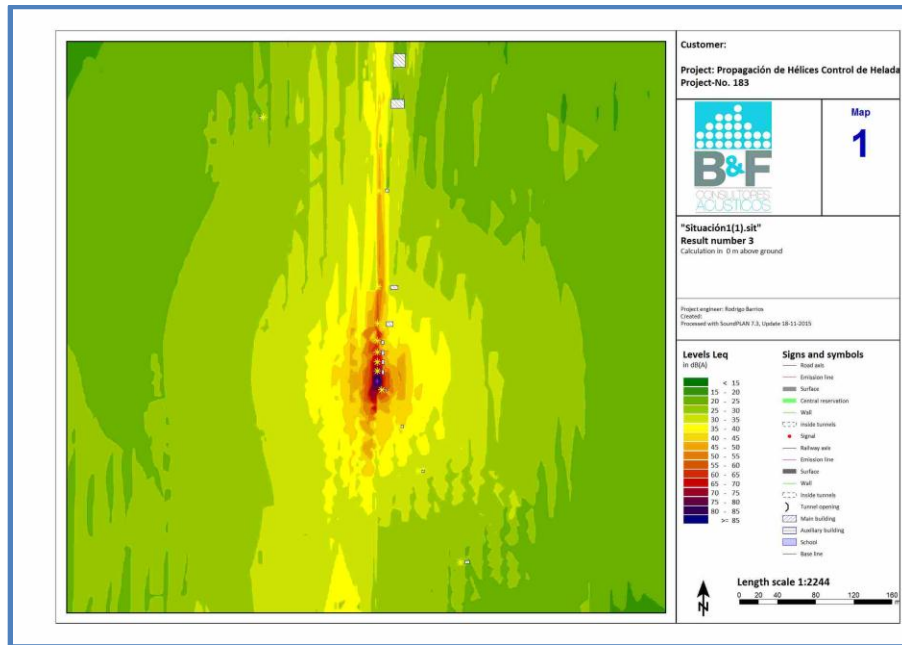 Customer:
Project: Propagación de Hélices Control de Helada
Project-No. 183
B&F
CONSULTORES
ACÚSTICOS
Map
1
"Situación1(1).sit"
Result number 3
Calculation in 0 m above ground
Project engineer: Rodrigo Barrios
Created:
Processed with SoundPLAN 7.3, Update 18-11-2015
Levels Leq
in dB(A)
< 15
15 - 20
20 - 25
25 - 30
30 - 35
35 - 40
40 - 45
45 - 50
50 - 55
55 - 60
60 - 65
65 - 70
70 - 75
75 - 80
80 - 85
>= 85
Signs and symbols
Road axis
Emission line
Surface
Central reservation
Wall
Inside tunnels
Signal
Railway axis
Emission line
Surface
Wall
Inside tunnels
Tunnel opening
Main building
Auxiliary building
School
Base line
N
Length scale 1:2244
0 20 40 80 120 160